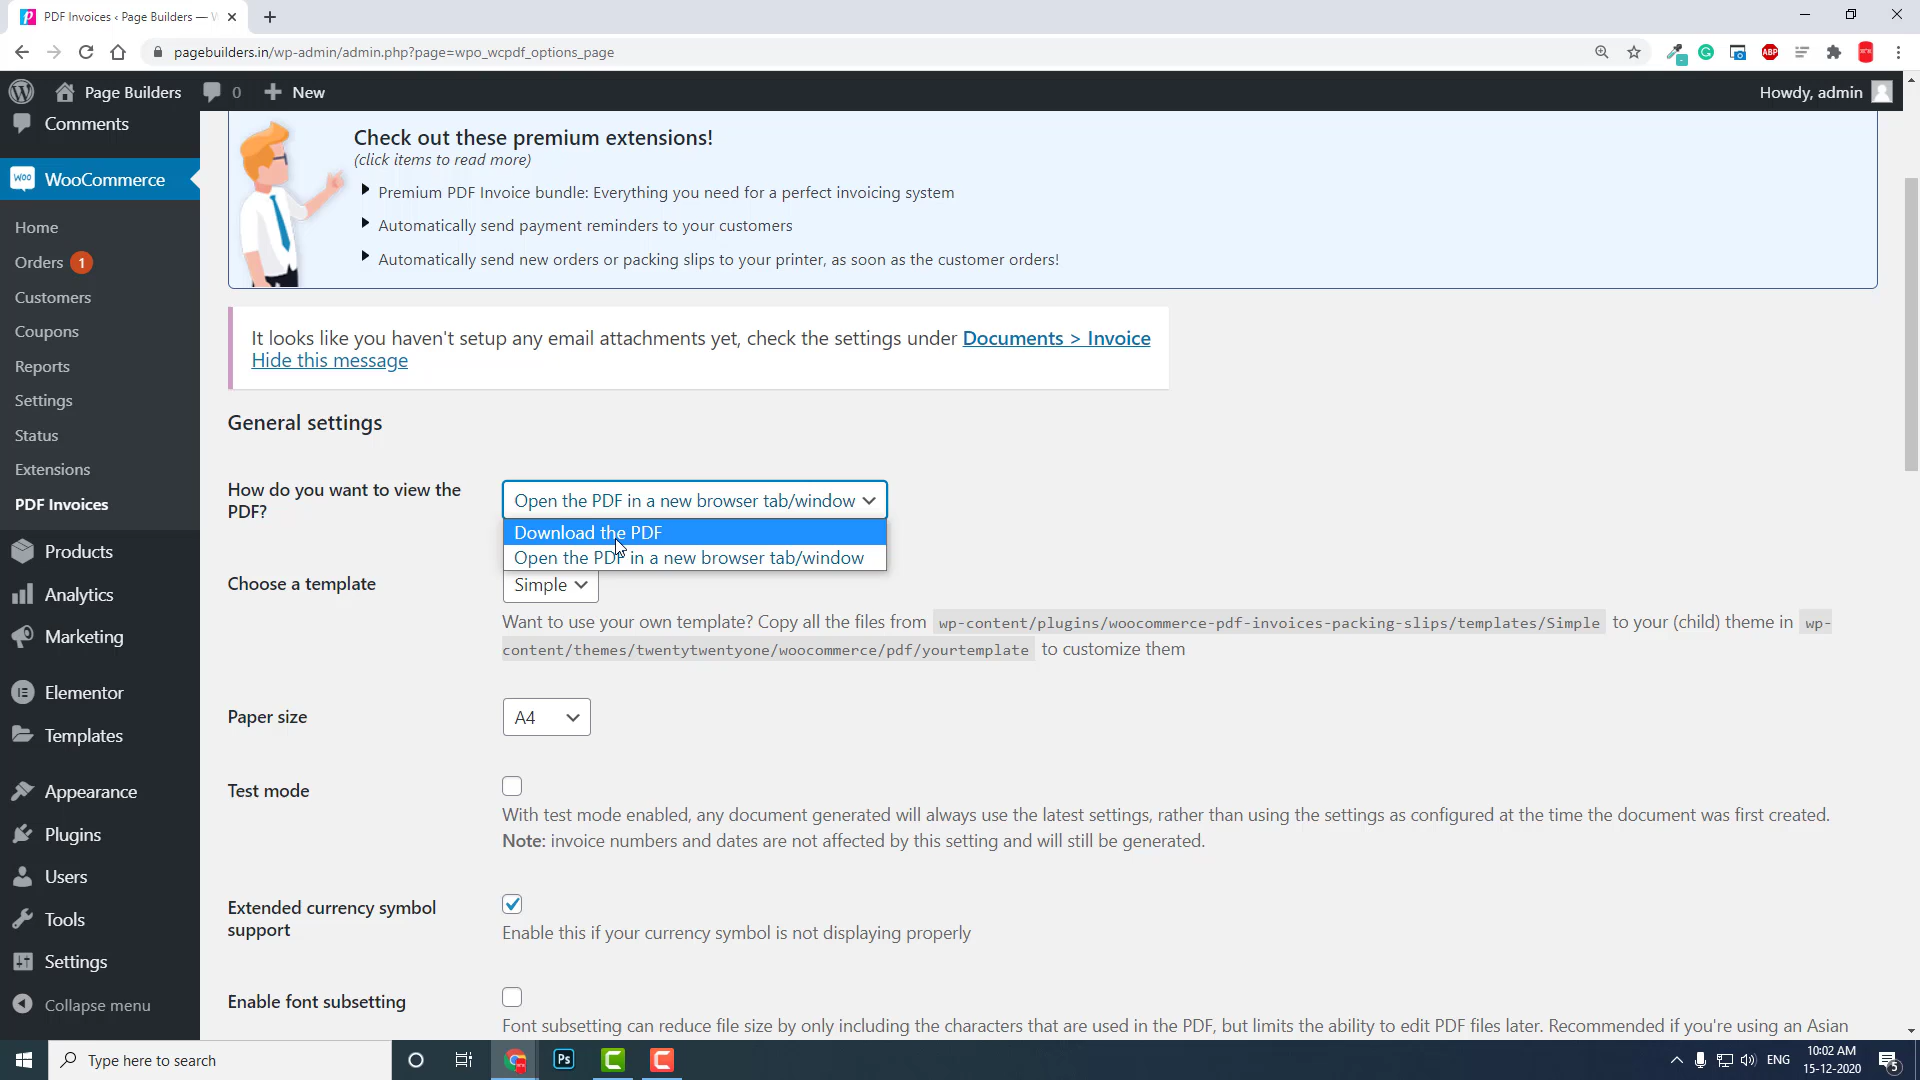 PDF Invoices ‹ Page Builders —
pagebuilders.in/wp-admin/admin.php?page=wpo_wcpdf_options_page
ABP
Page Builders
0
New
Howdy, admin
Comments
WOO
WooCommerce
Home
Orders 1
Customers
Coupons
Reports
Settings
Status
Extensions
PDF Invoices
Products
Analytics
Marketing
Elementor
Templates
Appearance
Plugins
Users
Tools
Settings
Collapse menu
Check out these premium extensions!
(click items to read more)
Premium PDF Invoice bundle: Everything you need for a perfect invoicing system
Automatically send payment reminders to your customers
Automatically send new orders or packing slips to your printer, as soon as the customer orders!
It looks like you haven't setup any email attachments yet, check the settings under Documents > Invoice
Hide this message
General settings
How do you want to view the
PDF?
Open the PDF in a new browser tab/window
Download the PDF
Open the PDF in a new browser tab/window
Choose a template
Simple
Want to use your own template? Copy all the files from wp-content/plugins/woocommerce-pdf-invoices-packing-slips/templates/Simple to your (child) theme in wp-
content/themes/twentytwentyone/woocommerce/pdf/yourtemplate to customize them
Paper size
A4
Test mode
With test mode enabled, any document generated will always use the latest settings, rather than using the settings as configured at the time the document was first created.
Note: invoice numbers and dates are not affected by this setting and will still be generated.
Extended currency symbol
support
Enable this if your currency symbol is not displaying properly
Enable font subsetting
Font subsetting can reduce file size by only including the characters that are used in the PDF, but limits the ability to edit PDF files later. Recommended if you're using an Asian
Type here to search
Ps
ENG
10:02 AM
15-12-2020
5